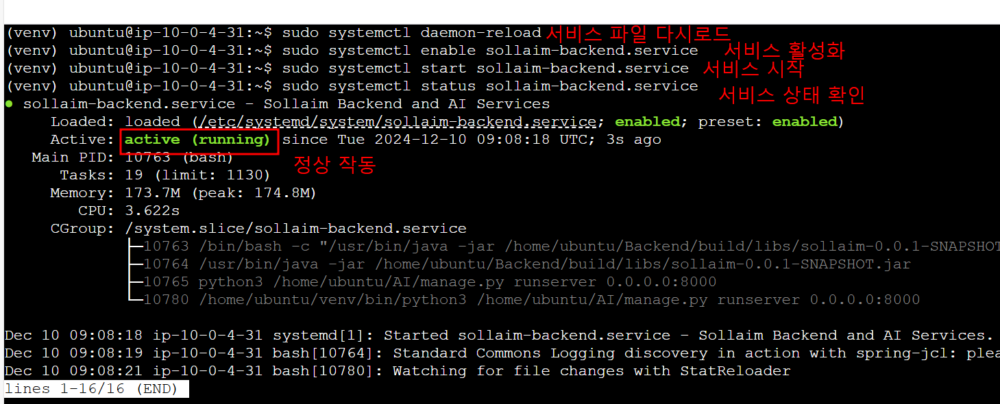 (venv) ubuntu@ip-10-0-4-31:~$ sudo systemctl daemon-reload 서비스 파일 다시로드
(venv) ubuntu@ip-10-0-4-31:~$ sudo systemctl enable sollaim-backend.service 서비스 활성화
(venv) ubuntu@ip-10-0-4-31:~$ sudo systemctl start sollaim-backend.service 서비스 시작
(venv) ubuntu@ip-10-0-4-31:~$ sudo systemctl status sollaim-backend.service 서비스 상태 확인
● sollaim-backend.service - Sollaim Backend and AI Services
Loaded: loaded (/etc/systemd/system/sollaim-backend.service; enabled; preset: enabled)
Active: active (running) since Tue 2024-12-10 09:08:18 UTC; 3s ago
Main PID: 10763 (bash) 정상 작동
Tasks: 19 (limit: 1130)
Memory: 173.7M (peak: 174.8M)
CPU: 3.622s
CGroup: /system.slice/sollaim-backend.service
├─10763 /bin/bash -c "/usr/bin/java -jar /home/ubuntu/Backend/build/libs/sollaim-0.0.1-SNAPSHOT
├─10764 /usr/bin/java -jar /home/ubuntu/Backend/build/libs/sollaim-0.0.1-SNAPSHOT.jar
├─10765 python3 /home/ubuntu/AI/manage.py runserver 0.0.0.0:8000
└─10780 /home/ubuntu/venv/bin/python3 /home/ubuntu/AI/manage.py runserver 0.0.0.0:8000
Dec 10 09:08:18 ip-10-0-4-31 systemd[1]: Started sollaim-backend.service - Sollaim Backend and AI Services.
Dec 10 09:08:19 ip-10-0-4-31 bash[10764]: Standard Commons Logging discovery in action with spring-jcl: plea
Dec 10 09:08:21 ip-10-0-4-31 bash[10780]: Watching for file changes with StatReloader
lines 1-16/16 (END)